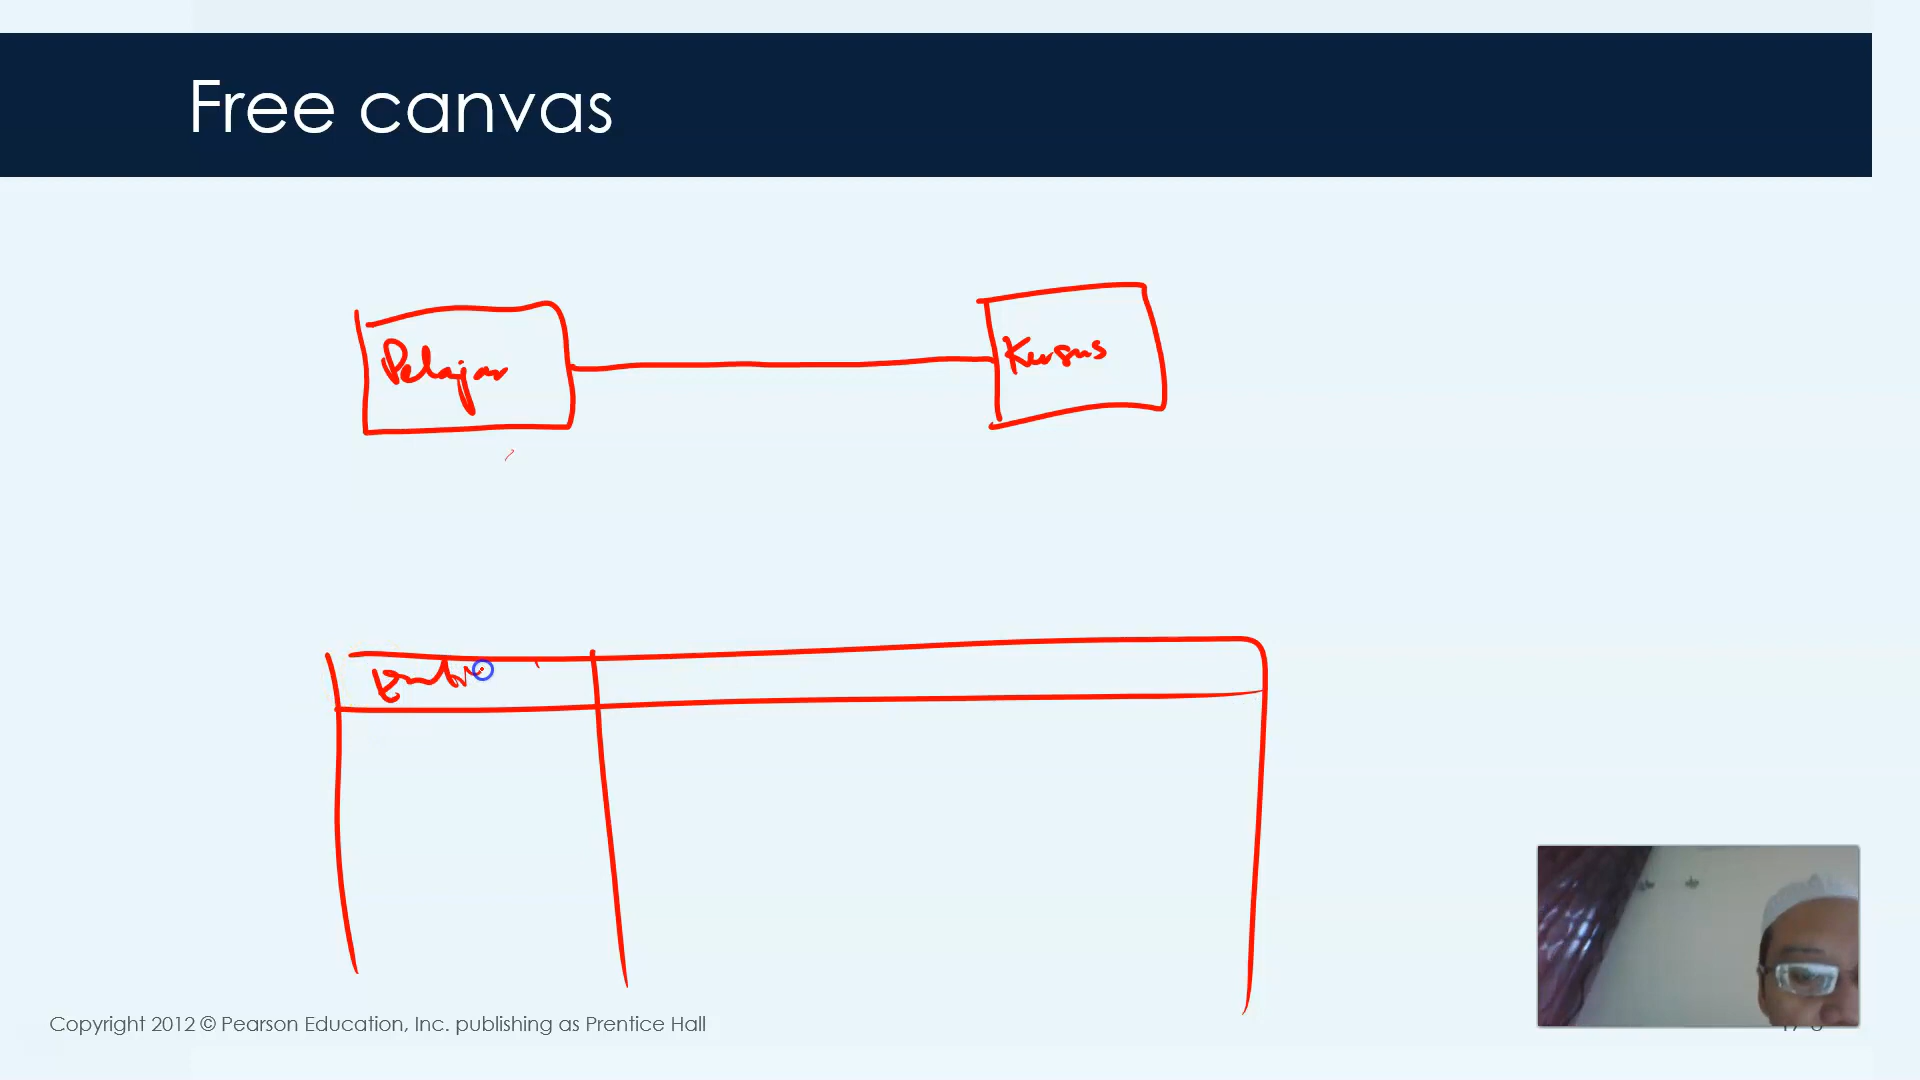 Free canvas
Pelajar
Kursus
Copyright 2012 © Pearson Education, Inc. publishing as Prentice Hall